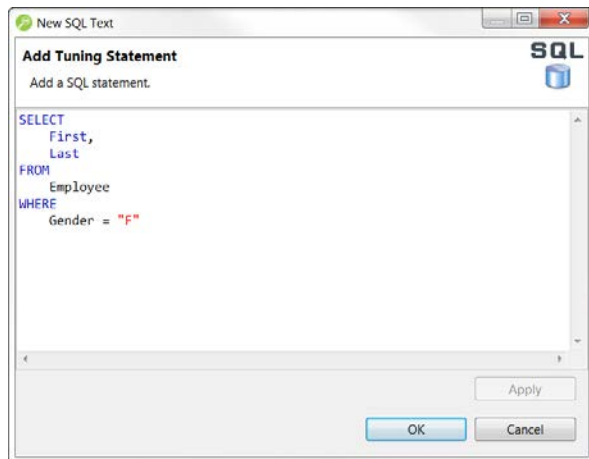 New SQL Text
Add Tuning Statement
SQL
Add a SQL statement.
SELECT
    First,
    Last
FROM
    Employee
WHERE
    Gender = "F"
Apply
OK
Cancel